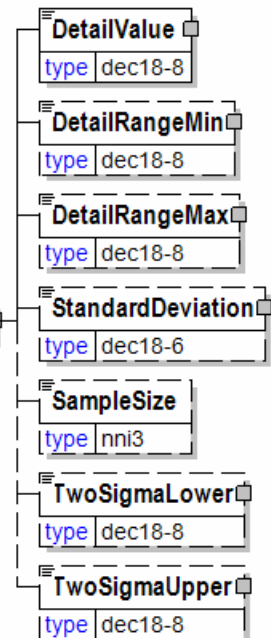 DetailValue
type dec18-8
DetailRangeMin
type dec18-8
DetailRangeMax
type dec18-8
StandardDeviation
type dec18-6
SampleSize
type nni3
TwoSigmaLower
type dec18-8
TwoSigmaUpper
type dec18-8